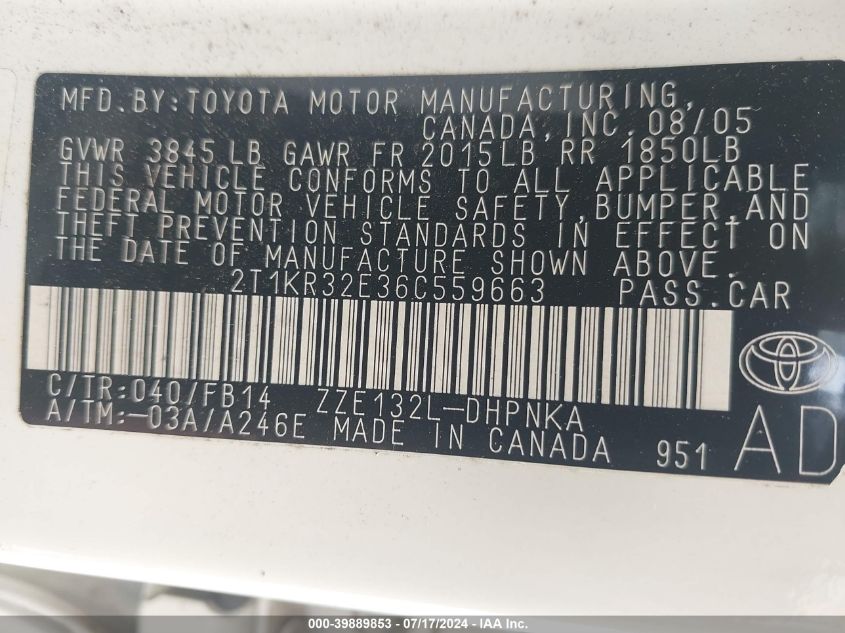 MFD.BY:TOYOTA MOTOR MANUFACTURING,
CANADA,INC.08/05
GVWR 3845 LB GAWR FR 2015LB RR 1850LB
THIS VEHICLE CONFORMS TO ALL APPLICABLE
FEDERAL MOTOR VEHICLE SAFETY,BUMPER,AND
THEFT PREVENTION STANDARDS IN EFFECT ON
THE DATE OF MANUFACTURE SHOWN ABOVE.
2T1KR32E36C559663 PASS.CAR
C/TR:040/FB14 ZZE132L-DHPNKA
A/TM:-03A/A246E MADE IN CANADA 951 AD
000-39889853 - 07/17/2024 - IAA Inc.